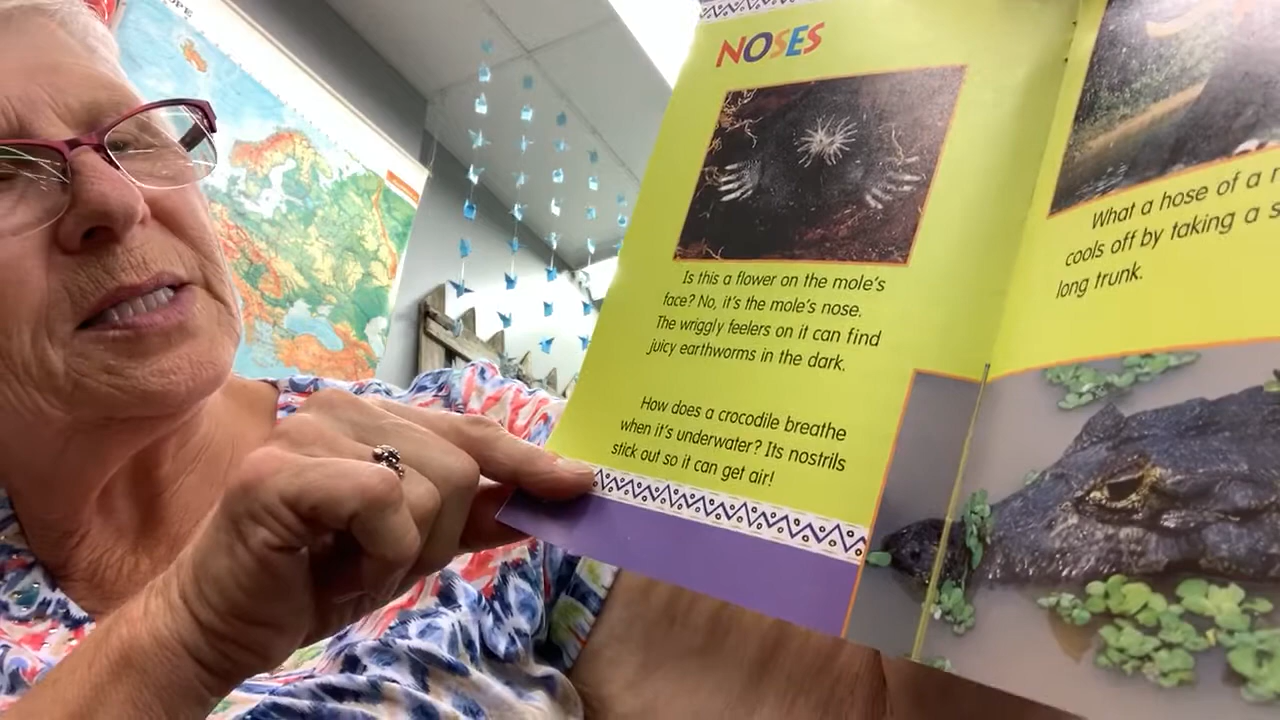 NOSES
Is this a flower on the mole's
face? No, it's the mole's nose.
The wriggly feelers on it can find
juicy earthworms in the dark.
How does a crocodile breathe
when it's underwater? Its nostrils
stick out so it can get air!
What a hose of a
cools off by taking a
long trunk.